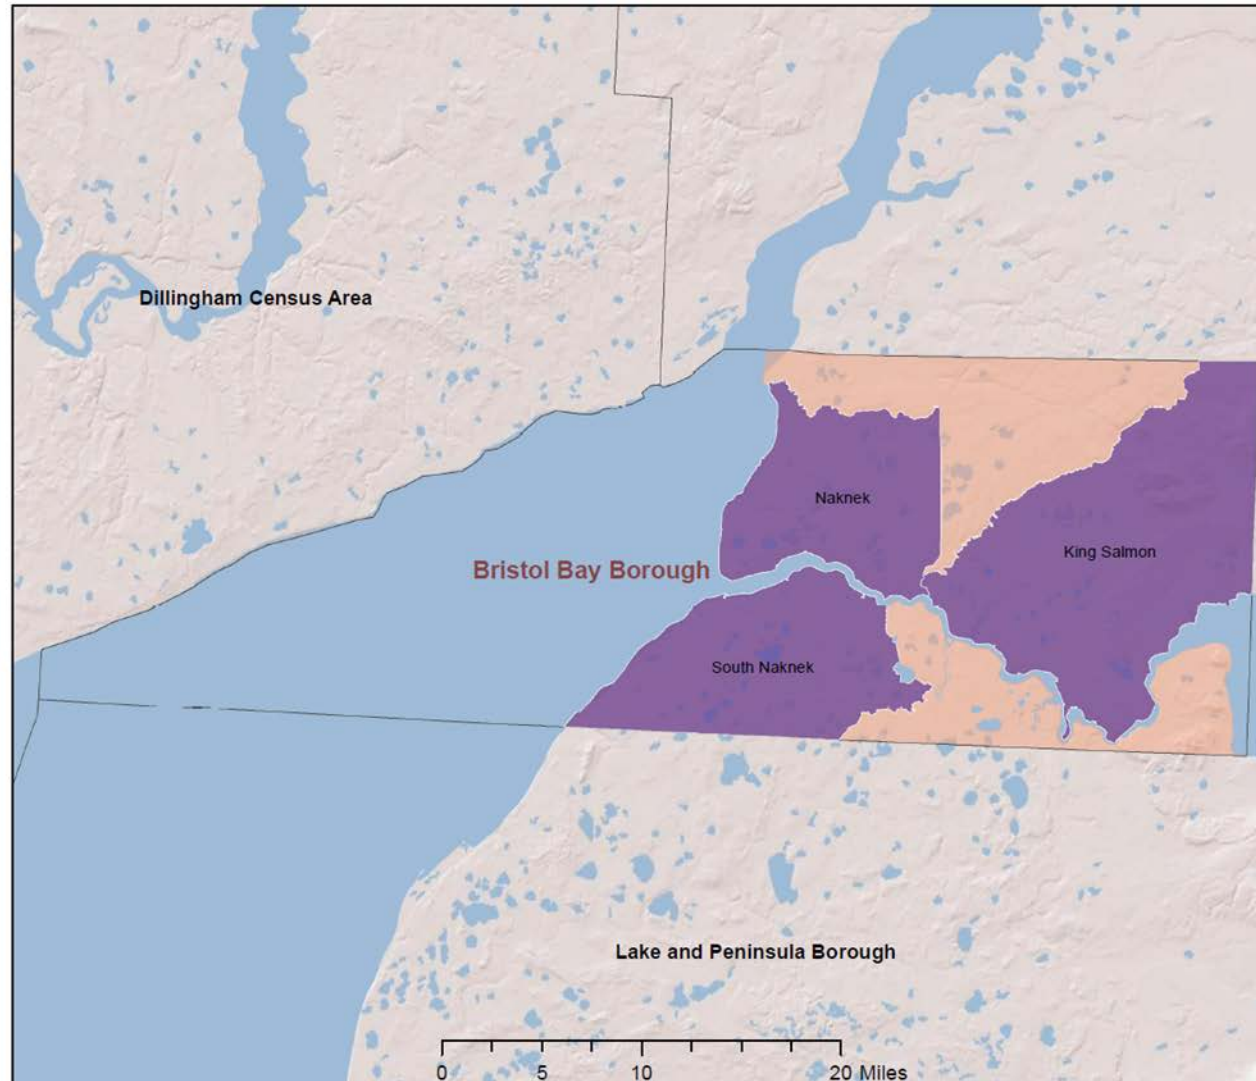 Dillingham Census Area
Naknek
King Salmon
Bristol Bay Borough
South Naknek
Lake and Peninsula Borough
0 5 10 20 Miles